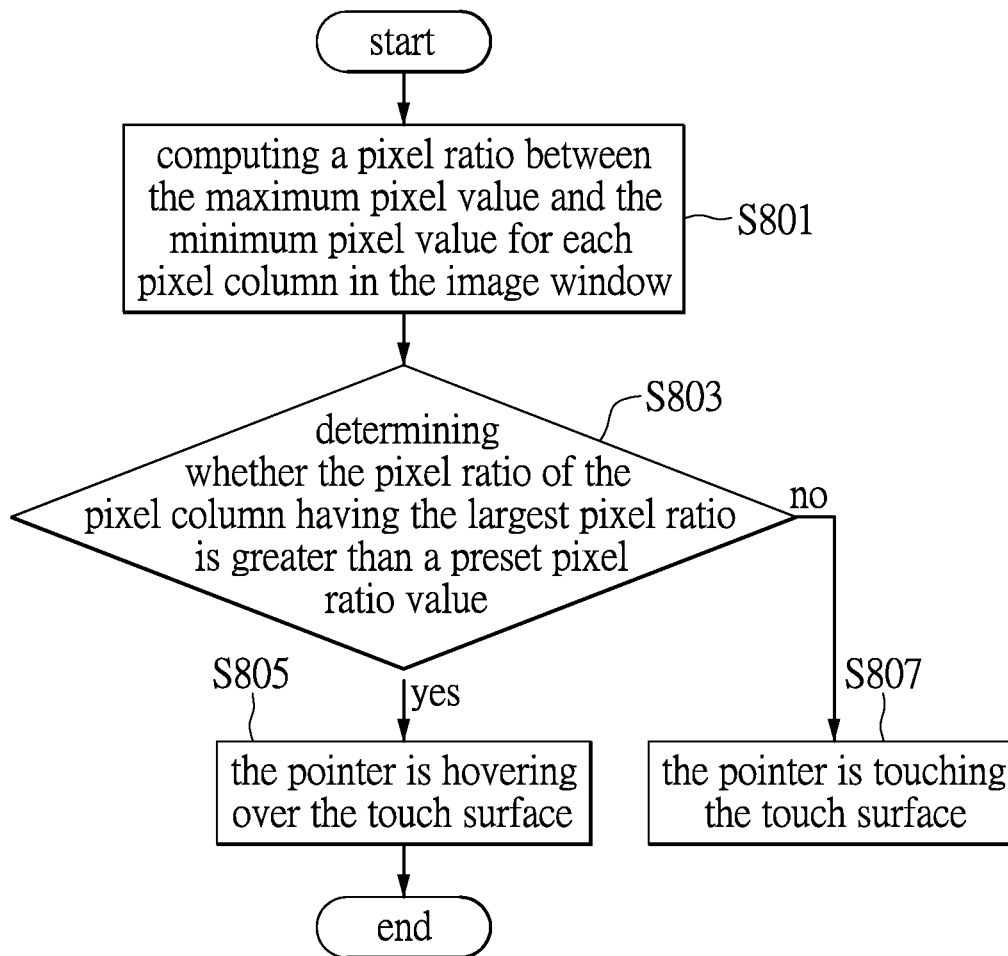 start
computing a pixel ratio between
the maximum pixel value and the
minimum pixel value for each
pixel column in the image window
S801
S803
determining
whether the pixel ratio of the
pixel column having the largest pixel ratio
is greater than a preset pixel
ratio value
no
S805
yes
S807
the pointer is hovering
over the touch surface
the pointer is touching
the touch surface
end